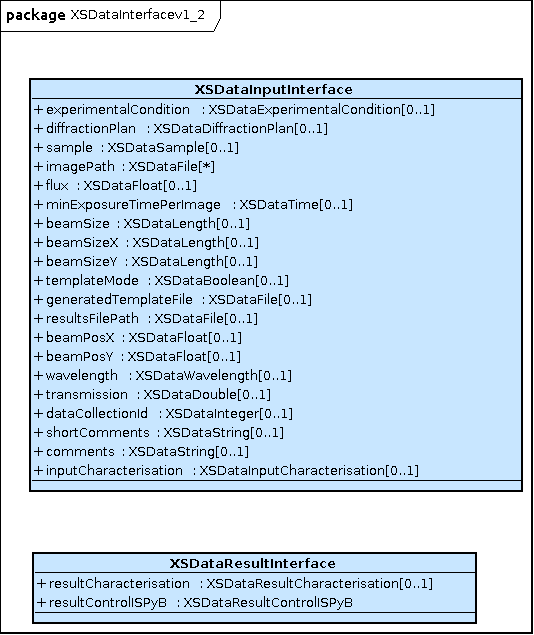 package XSDataInterfacev1_2
XSDataInputInterface
+ experimentalCondition : XSDataExperimentalCondition[0..1]
+ diffractionPlan : XSDataDiffractionPlan[0..1]
+ sample : XSDataSample[0..1]
+ imagePath : XSDataFile[*]
+ flux : XSDataFloat[0..1]
+ minExposureTimePerImage : XSDataTime[0..1]
+ beamSize : XSDataLength[0..1]
+ beamSizeX : XSDataLength[0..1]
+ beamSizeY : XSDataLength[0..1]
+ templateMode : XSDataBoolean[0..1]
+ generatedTemplateFile : XSDataFile[0..1]
+ resultsFilePath : XSDataFile[0..1]
+ beamPosX : XSDataFloat[0..1]
+ beamPosY : XSDataFloat[0..1]
+ wavelength : XSDataWavelength[0..1]
+ transmission : XSDataDouble[0..1]
+ dataCollectionId : XSDataInteger[0..1]
+ shortComments : XSDataString[0..1]
+ comments : XSDataString[0..1]
+ inputCharacterisation : XSDataInputCharacterisation[0..1]
XSDataResultInterface
+ resultCharacterisation : XSDataResultCharacterisation[0..1]
+ resultControlISPyB : XSDataResultControlISPyB